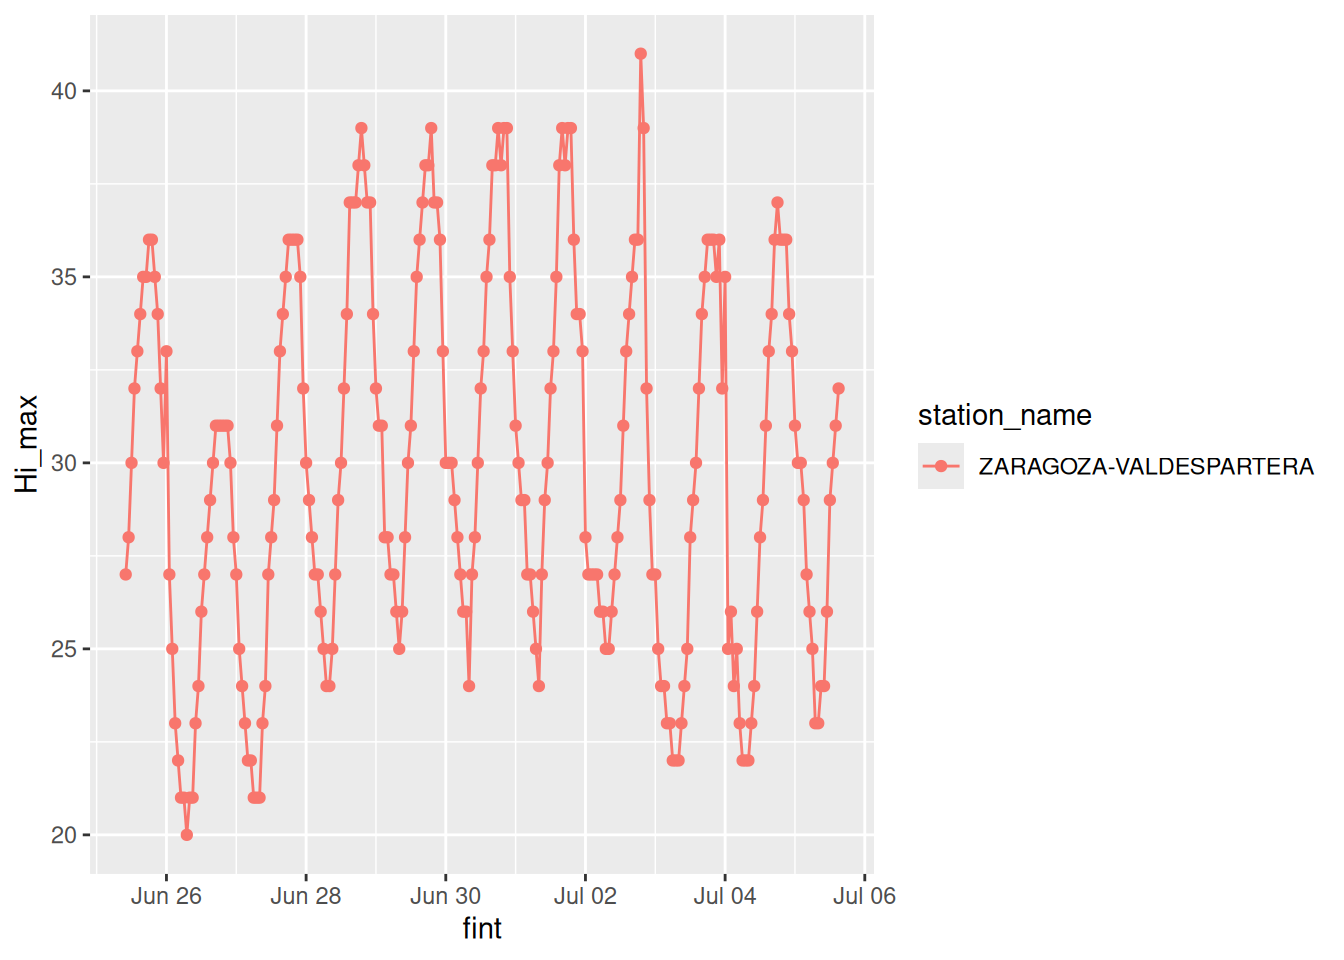 Hi_max
40
35
30
25
20
Jun 26 Jun 28 Jun 30 Jul 02 Jul 04 Jul 06
fint
station_name
ZARAGOZA-VALDESPARTERA